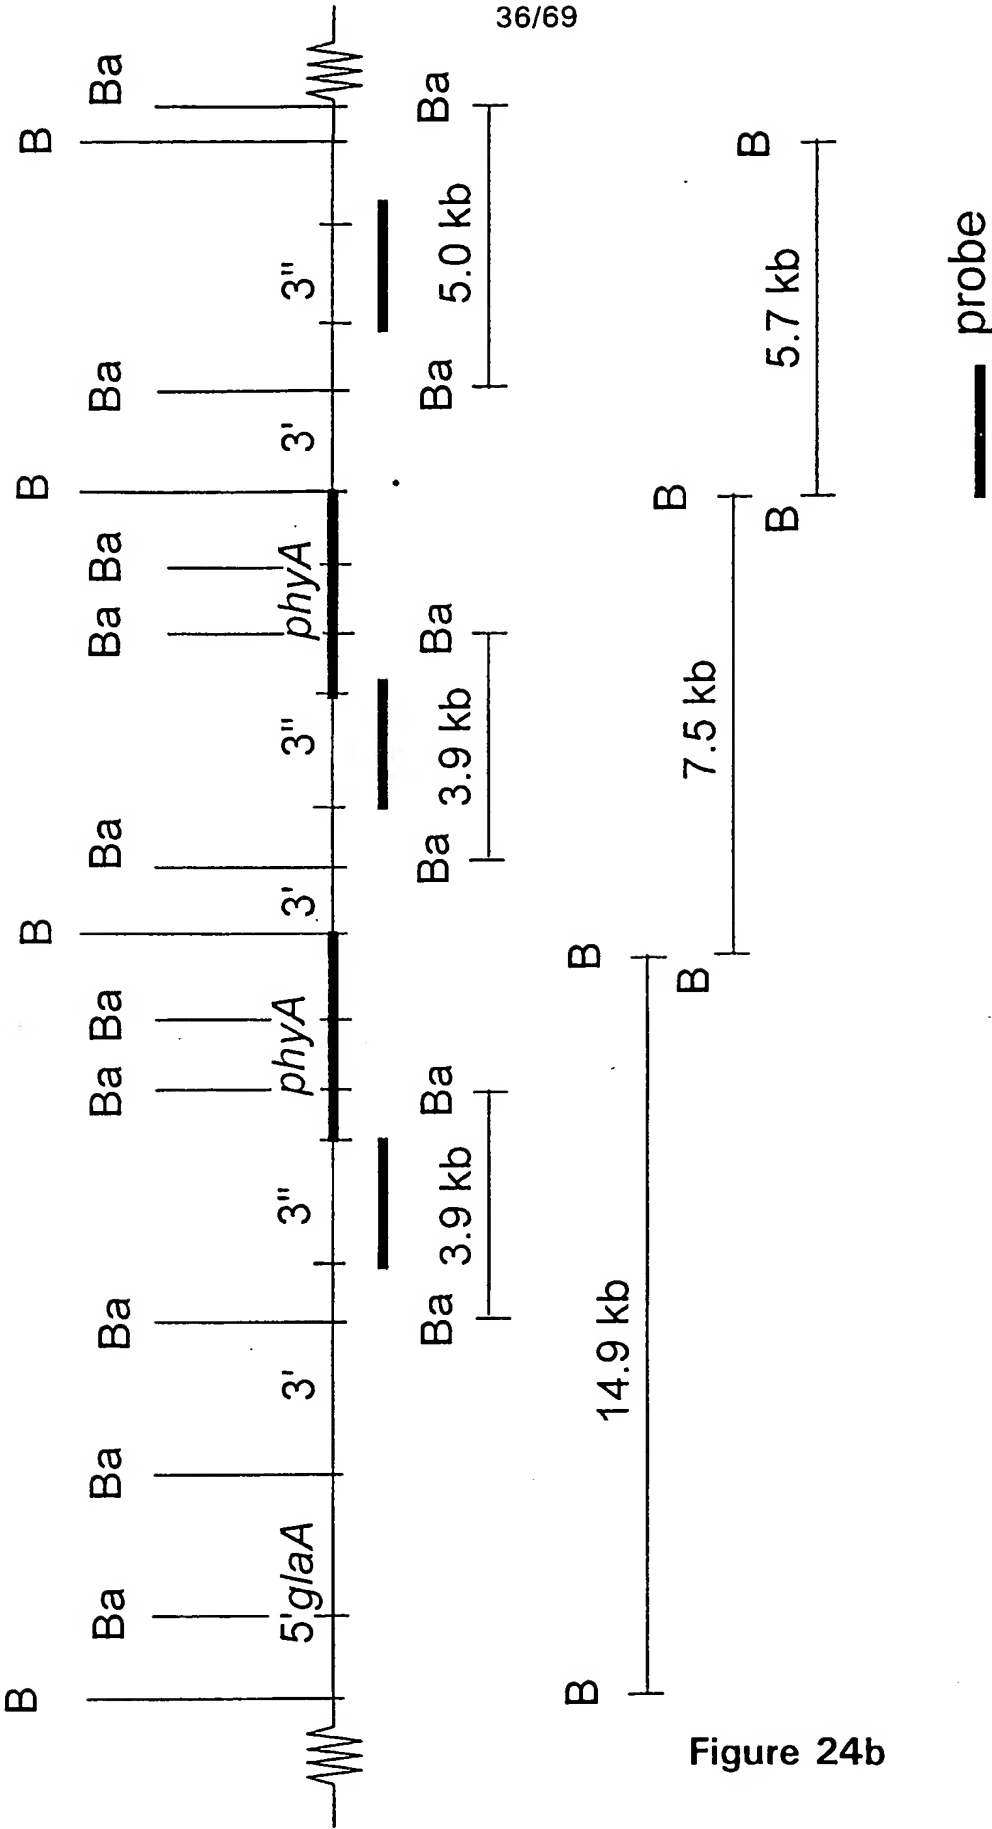 36/69
B B B B
Ba Ba Ba Ba Ba Ba Ba Ba Ba Ba
5'glaA 3' 3" phyA 3' 3" phyA 3' 3"
Ba 3.9 kb Ba Ba 3.9 kb Ba Ba 5.0 kb Ba
B 14.9 kb B
B 7.5 kb B
B 5.7 kb B
probe
Figure 24b